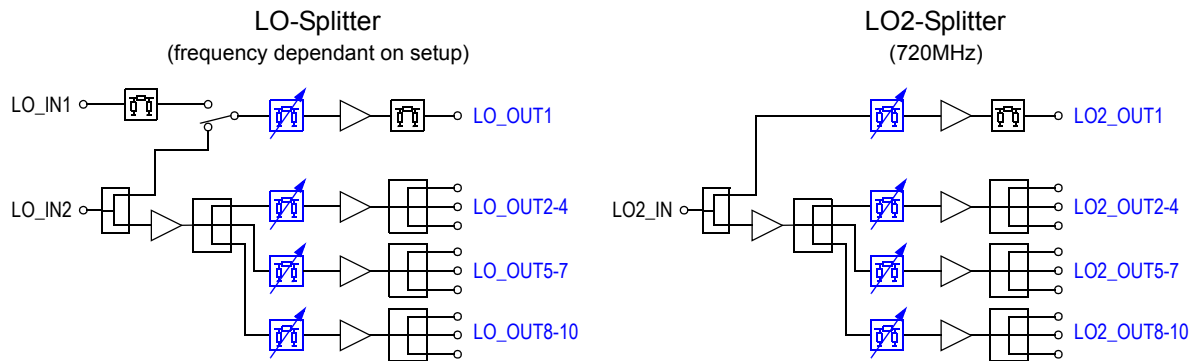 LO-Splitter
(frequency dependant on setup)
LO_IN1
LO_OUT1
LO_IN2
LO_OUT2-4
LO_OUT5-7
LO_OUT8-10
LO2-Splitter
(720MHz)
LO2_OUT1
LO2_IN
LO2_OUT2-4
LO2_OUT5-7
LO2_OUT8-10